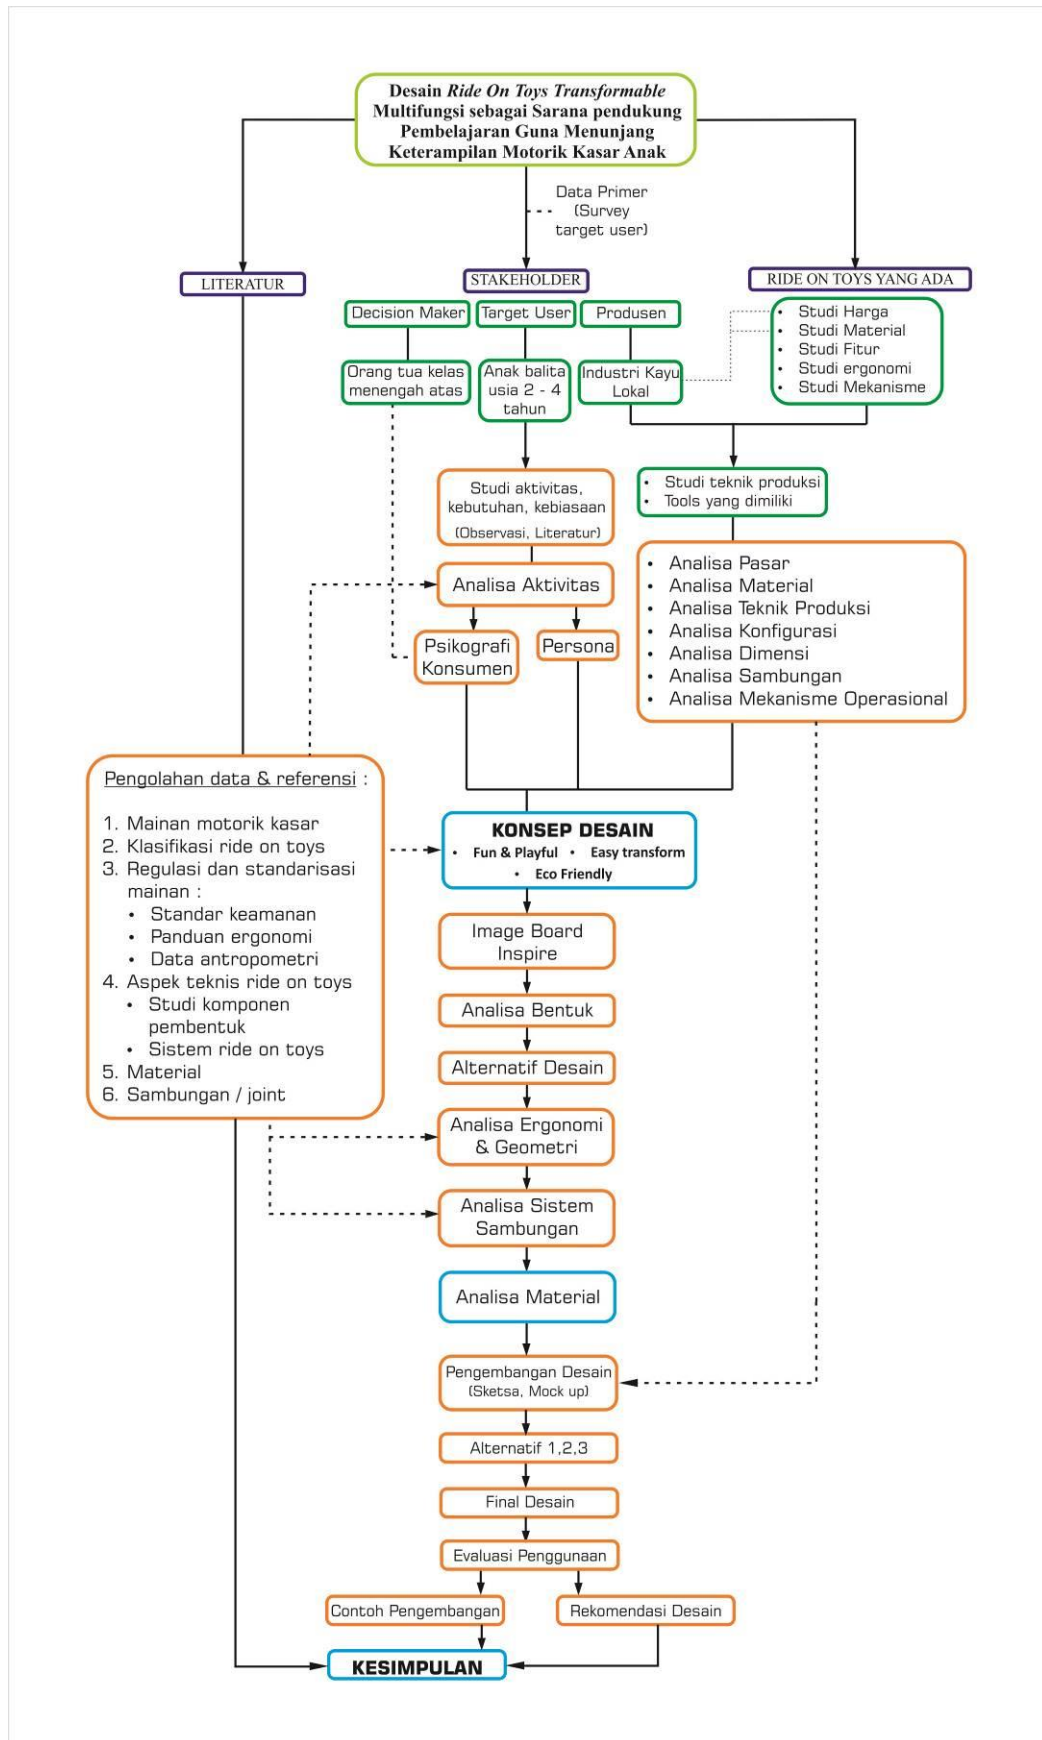 Desain Ride On Toys Transformable
Multifungsi sebagai Sarana pendukung
Pembelajaran Guna Menunjang
Keterampilan Motorik Kasar Anak
Data Primer
(Survey
target user)
LITERATUR
STAKEHOLDER
RIDE ON TOYS YANG ADA
Decision Maker
Target User
Produsen
• Studi Harga
• Studi Material
• Studi Fitur
• Studi ergonomi
• Studi Mekanisme
Orang tua kelas
menengah atas
Anak balita
usia 2 - 4
tahun
Industri Kayu
Lokal
Studi aktivitas,
kebutuhan, kebiasaan
(Observasi, Literatur)
• Studi teknik produksi
• Tools yang dimiliki
Analisa Aktivitas
• Analisa Pasar
• Analisa Material
• Analisa Teknik Produksi
• Analisa Konfigurasi
• Analisa Dimensi
• Analisa Sambungan
• Analisa Mekanisme Operasional
Psikografi
Konsumen
Persona
Pengolahan data & referensi :
1. Mainan motorik kasar
2. Klasifikasi ride on toys
3. Regulasi dan standarisasi
mainan :
• Standar keamanan
• Panduan ergonomi
• Data antropometri
4. Aspek teknis ride on toys
• Studi komponen
pembentuk
• Sistem ride on toys
5. Material
6. Sambungan / joint
KONSEP DESAIN
• Fun & Playful • Easy transform
• Eco Friendly
Image Board
Inspire
Analisa Bentuk
Alternatif Desain
Analisa Ergonomi
& Geometri
Analisa Sistem
Sambungan
Analisa Material
Pengembangan Desain
(Sketsa, Mock up)
Alternatif 1,2,3
Final Desain
Evaluasi Penggunaan
Contoh Pengembangan
Rekomendasi Desain
KESIMPULAN